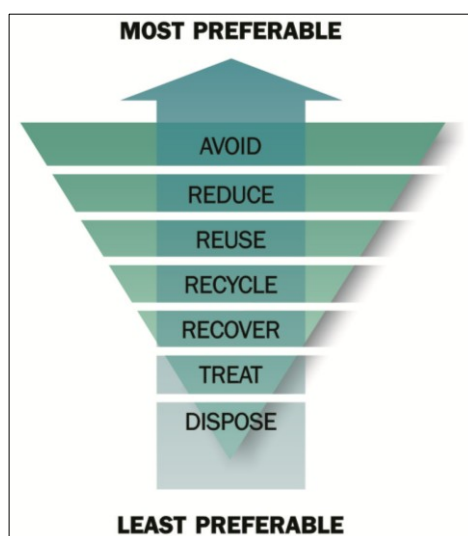 MOST PREFERABLE
AVOID
REDUCE
REUSE
RECYCLE
RECOVER
TREAT
DISPOSE
LEAST PREFERABLE